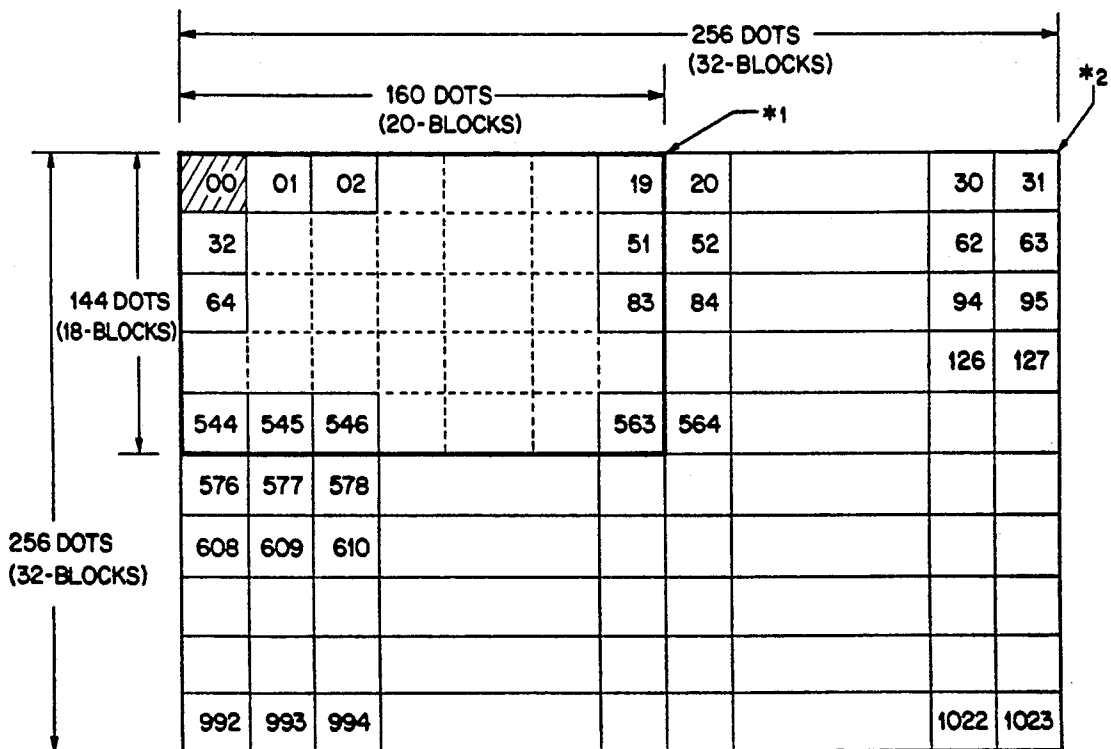 256 DOTS
(32-BLOCKS)
*2
160 DOTS
(20-BLOCKS)
*1
00 01 02 19 20 30 31
32 51 52 62 63
64 83 84 94 95
144 DOTS
(18-BLOCKS)
126 127
544 545 546 563 564
576 577 578
256 DOTS
(32-BLOCKS)
608 609 610
992 993 994 1022 1023